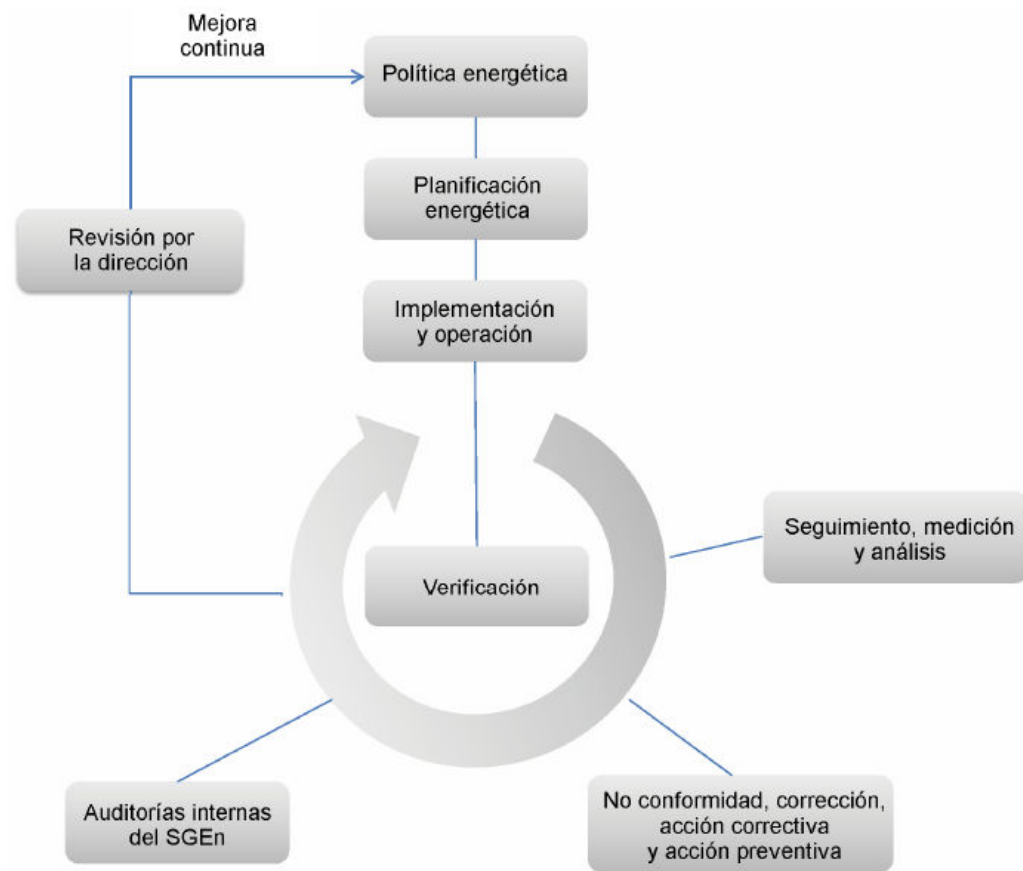 Mejora
continua
Política energética
Planificación
energética
Revisión por
la dirección
Implementación
y operación
Seguimiento, medición
y análisis
Verificación
Auditorías internas
del SGEn
No conformidad, corrección,
acción correctiva
y acción preventiva